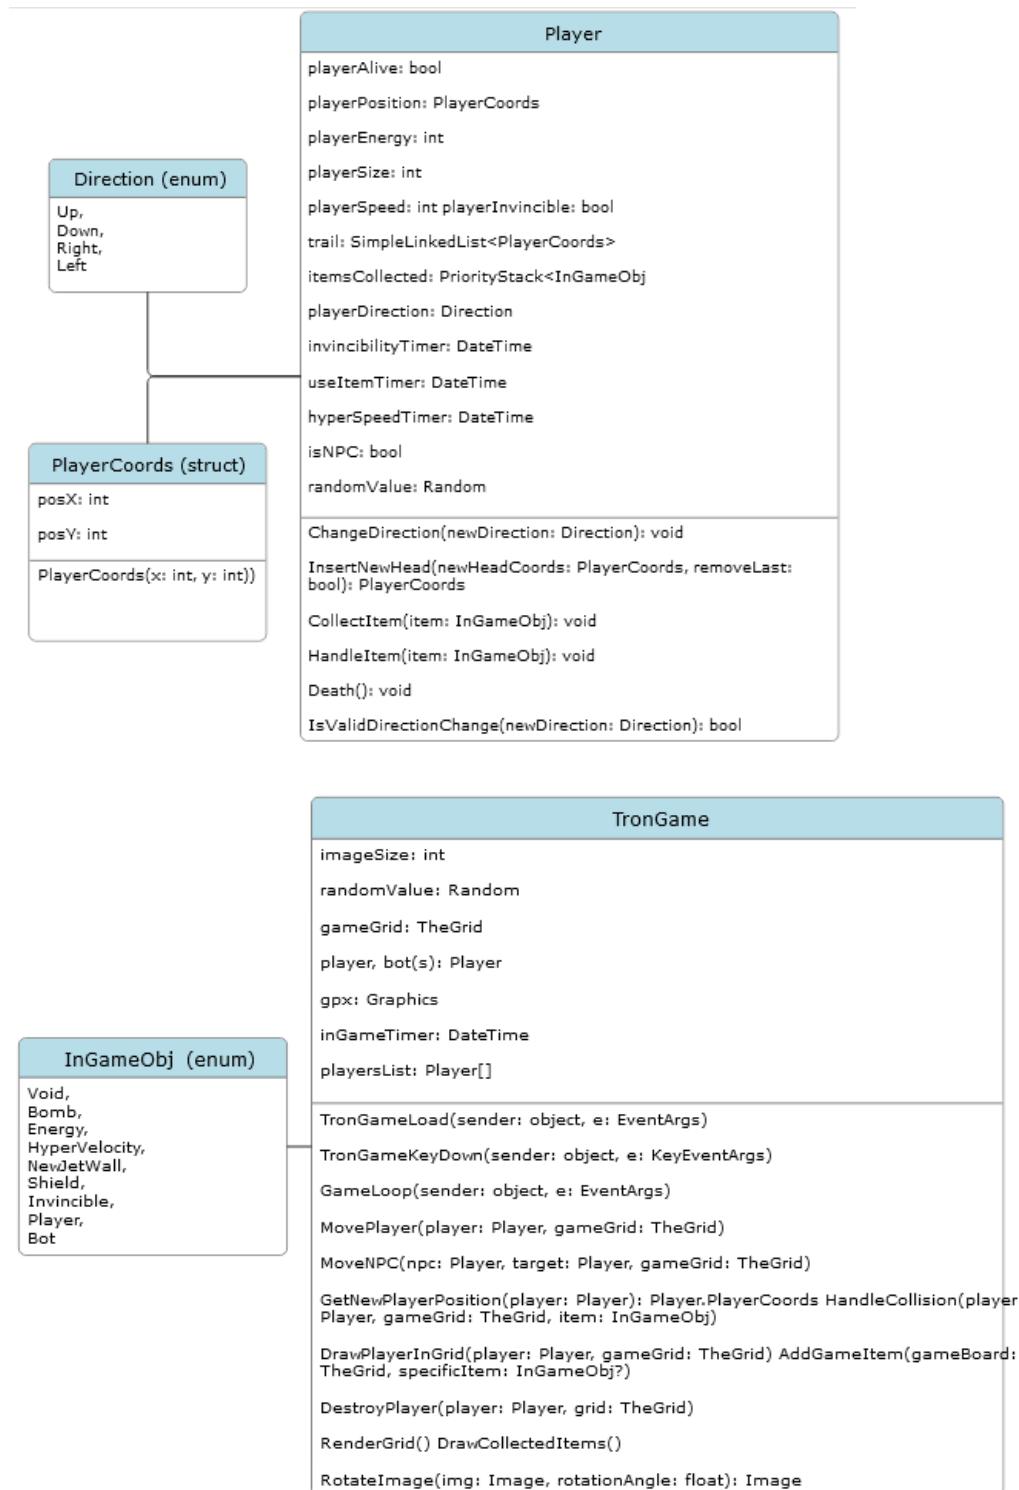 Player
playerAlive: bool
playerPosition: PlayerCoords
playerEnergy: int
playerSize: int
playerSpeed: int playerInvincible: bool
trail: SimpleLinkedList<PlayerCoords>
itemsCollected: PriorityStack<InGameObj
playerDirection: Direction
invincibilityTimer: DateTime
useItemTimer: DateTime
hyperSpeedTimer: DateTime
isNPC: bool
randomValue: Random
ChangeDirection(newDirection: Direction): void
InsertNewHead(newHeadCoords: PlayerCoords, removeLast:
bool): PlayerCoords
CollectItem(item: InGameObj): void
HandleItem(item: InGameObj): void
Death(): void
IsValidDirectionChange(newDirection: Direction): bool
Direction (enum)
Up,
Down,
Right,
Left
PlayerCoords (struct)
posX: int
posY: int
PlayerCoords(x: int, y: int))
TronGame
imageSize: int
randomValue: Random
gameGrid: TheGrid
player, bot(s): Player
gpx: Graphics
inGameTimer: DateTime
playersList: Player[]
TronGameLoad(sender: object, e: EventArgs)
TronGameKeyDown(sender: object, e: KeyEventArgs)
GameLoop(sender: object, e: EventArgs)
MovePlayer(player: Player, gameGrid: TheGrid)
MoveNPC(npc: Player, target: Player, gameGrid: TheGrid)
GetNewPlayerPosition(player: Player): Player.PlayerCoords HandleCollision(player
Player, gameGrid: TheGrid, item: InGameObj)
DrawPlayerInGrid(player: Player, gameGrid: TheGrid) AddGameItem(gameBoard:
TheGrid, specificItem: InGameObj?)
DestroyPlayer(player: Player, grid: TheGrid)
RenderGrid() DrawCollectedItems()
RotateImage(img: Image, rotationAngle: float): Image
InGameObj (enum)
Void,
Bomb,
Energy,
HyperVelocity,
NewJetWall,
Shield,
Invincible,
Player,
Bot